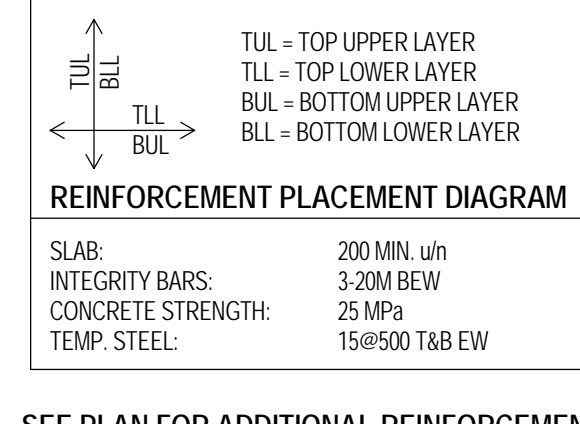 TUL
BLL
TLL
BUL
TUL = TOP UPPER LAYER
TLL = TOP LOWER LAYER
BUL = BOTTOM UPPER LAYER
BLL = BOTTOM LOWER LAYER
REINFORCEMENT PLACEMENT DIAGRAM
SLAB: 200 MIN. u/n
INTEGRITY BARS: 3-20M BEW
CONCRETE STRENGTH: 25 MPa
TEMP. STEEL: 15@500 T&B EW
SEE PLAN FOR ADDITIONAL REINFORCEMEN